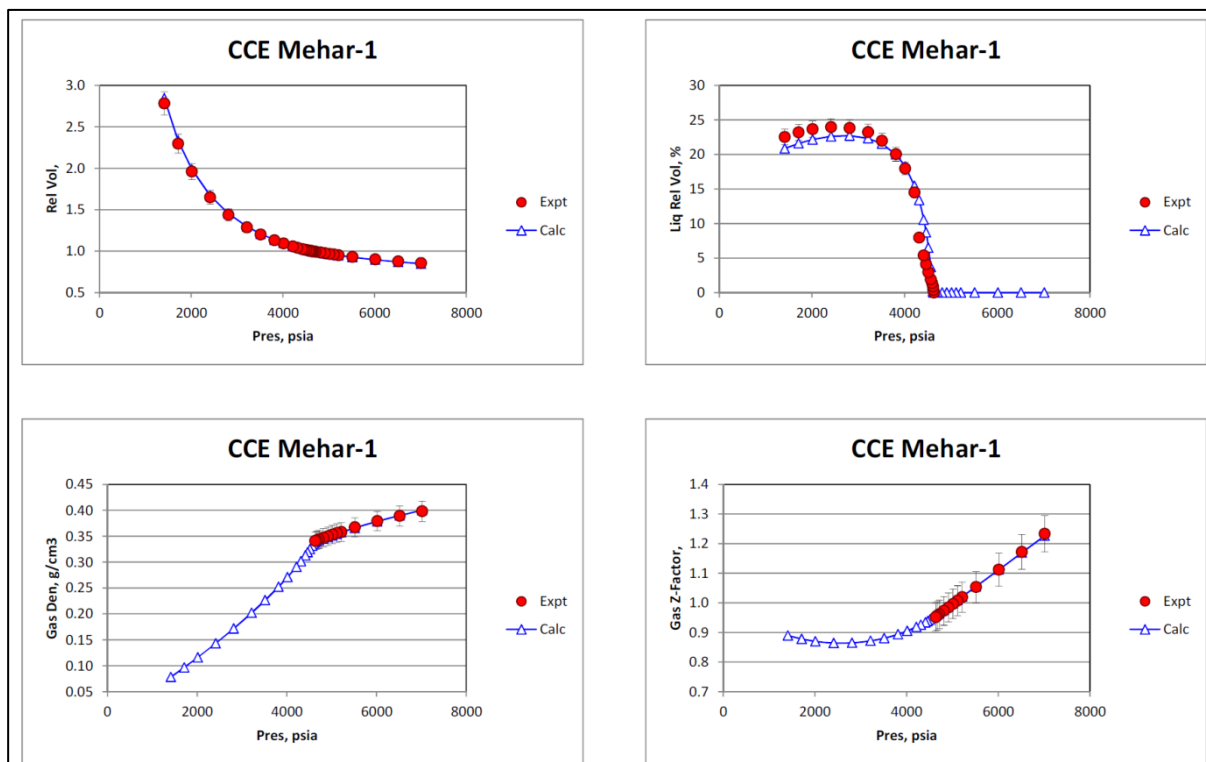 CCE Mehar-1
3.0
2.5
2.0
1.5
1.0
0.5
0 2000 4000 6000 8000
Rel Vol,
Pres, psia
Expt
Calc
CCE Mehar-1
30
25
20
15
10
5
0
0 2000 4000 6000 8000
Liq Rel Vol, %
Pres, psia
Expt
Calc
CCE Mehar-1
0.45
0.40
0.35
0.30
0.25
0.20
0.15
0.10
0.05
0 2000 4000 6000 8000
Gas Den, g/cm3
Pres, psia
Expt
Calc
CCE Mehar-1
1.4
1.3
1.2
1.1
1.0
0.9
0.8
0.7
0 2000 4000 6000 8000
Gas Z-Factor,
Pres, psia
Expt
Calc